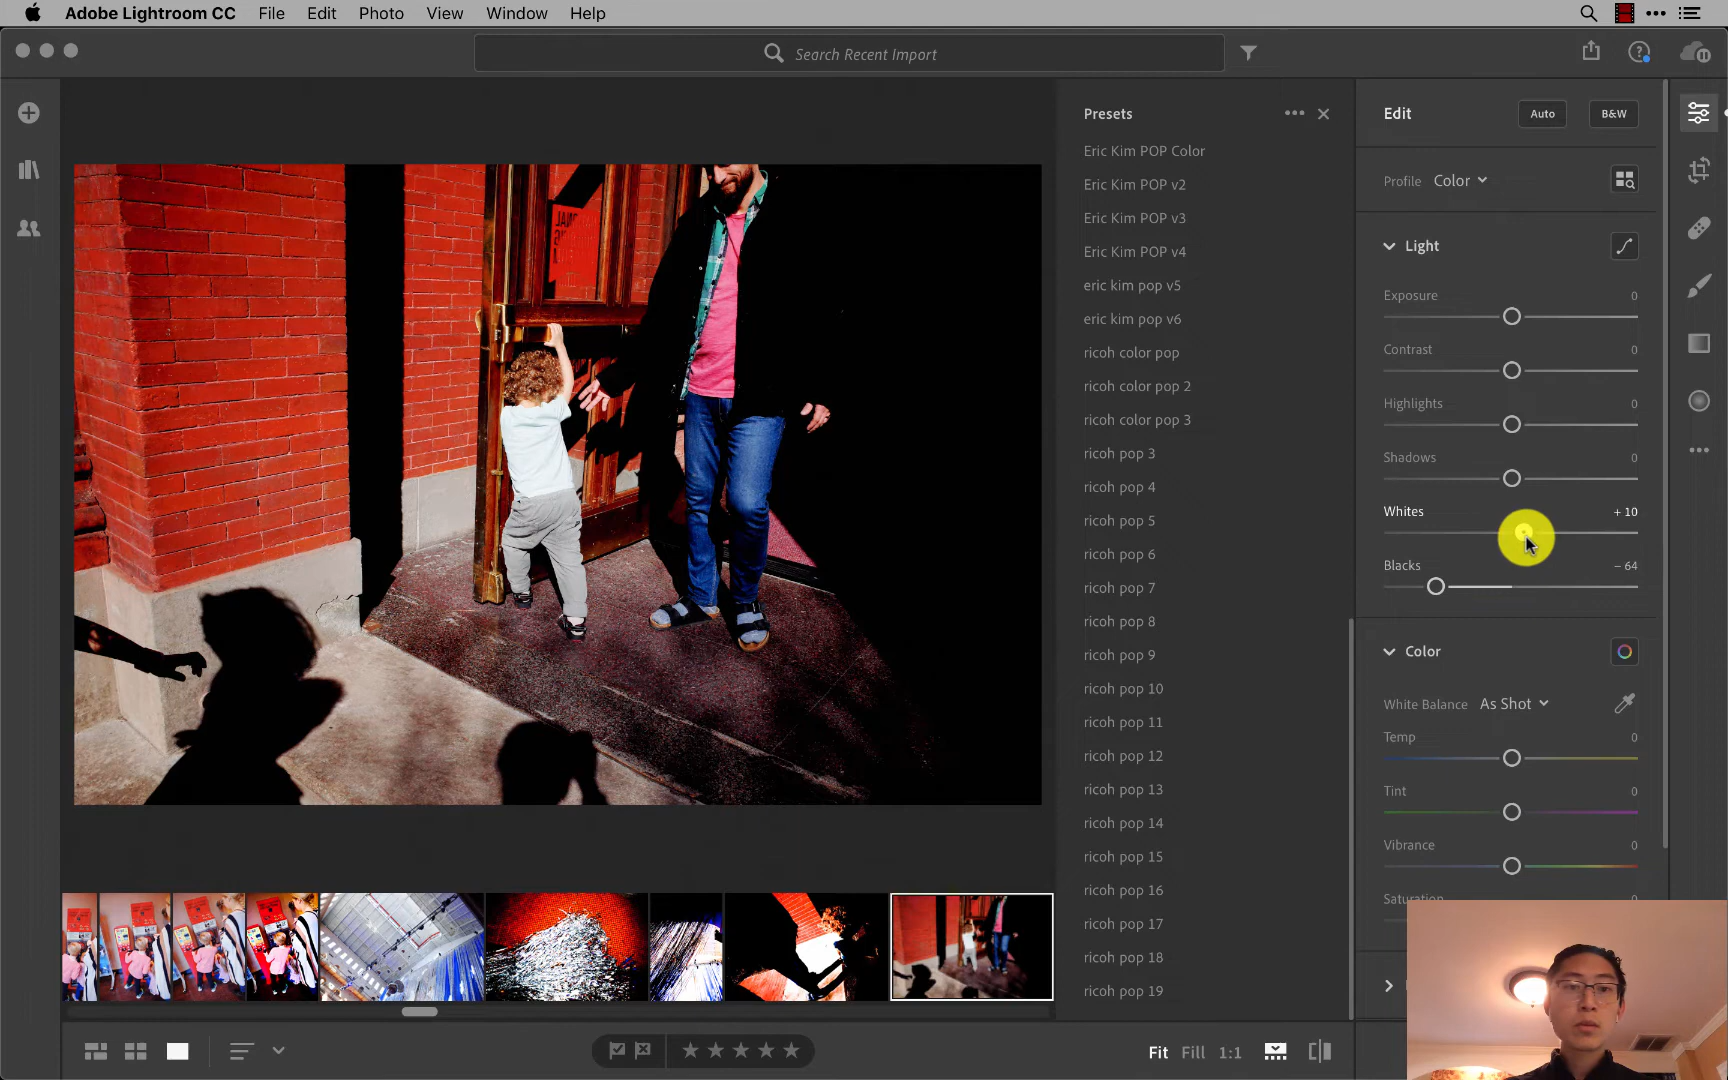 Adobe Lightroom CC File Edit Photo View Window Help
Search Recent Import
Presets
Eric Kim POP Color
Eric Kim POP v2
Eric Kim POP v3
Eric Kim POP v4
eric kim pop v5
eric kim pop v6
ricoh color pop
ricoh color pop 2
ricoh color pop 3
ricoh pop 3
ricoh pop 4
ricoh pop 5
ricoh pop 6
ricoh pop 7
ricoh pop 8
ricoh pop 9
ricoh pop 10
ricoh pop 11
ricoh pop 12
ricoh pop 13
ricoh pop 14
ricoh pop 15
ricoh pop 16
ricoh pop 17
ricoh pop 18
ricoh pop 19
Edit Auto B&W
Profile Color
Light
Exposure 0
Contrast 0
Highlights 0
Shadows 0
Whites + 10
Blacks – 64
Color
White Balance As Shot
Temp 0
Tint 0
Vibrance 0
Saturation 0
Fit Fill 1:1